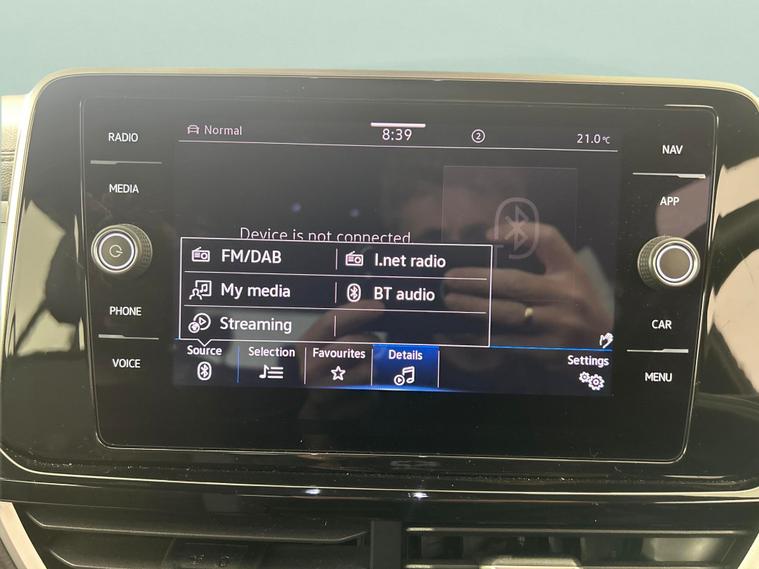 RADIO
MEDIA
PHONE
VOICE
Normal
8:39
2
21.0°C
Device is not connected.
FM/DAB
I.net radio
My media
BT audio
Streaming
Source
Selection
Favourites
Details
Settings
NAV
APP
CAR
MENU